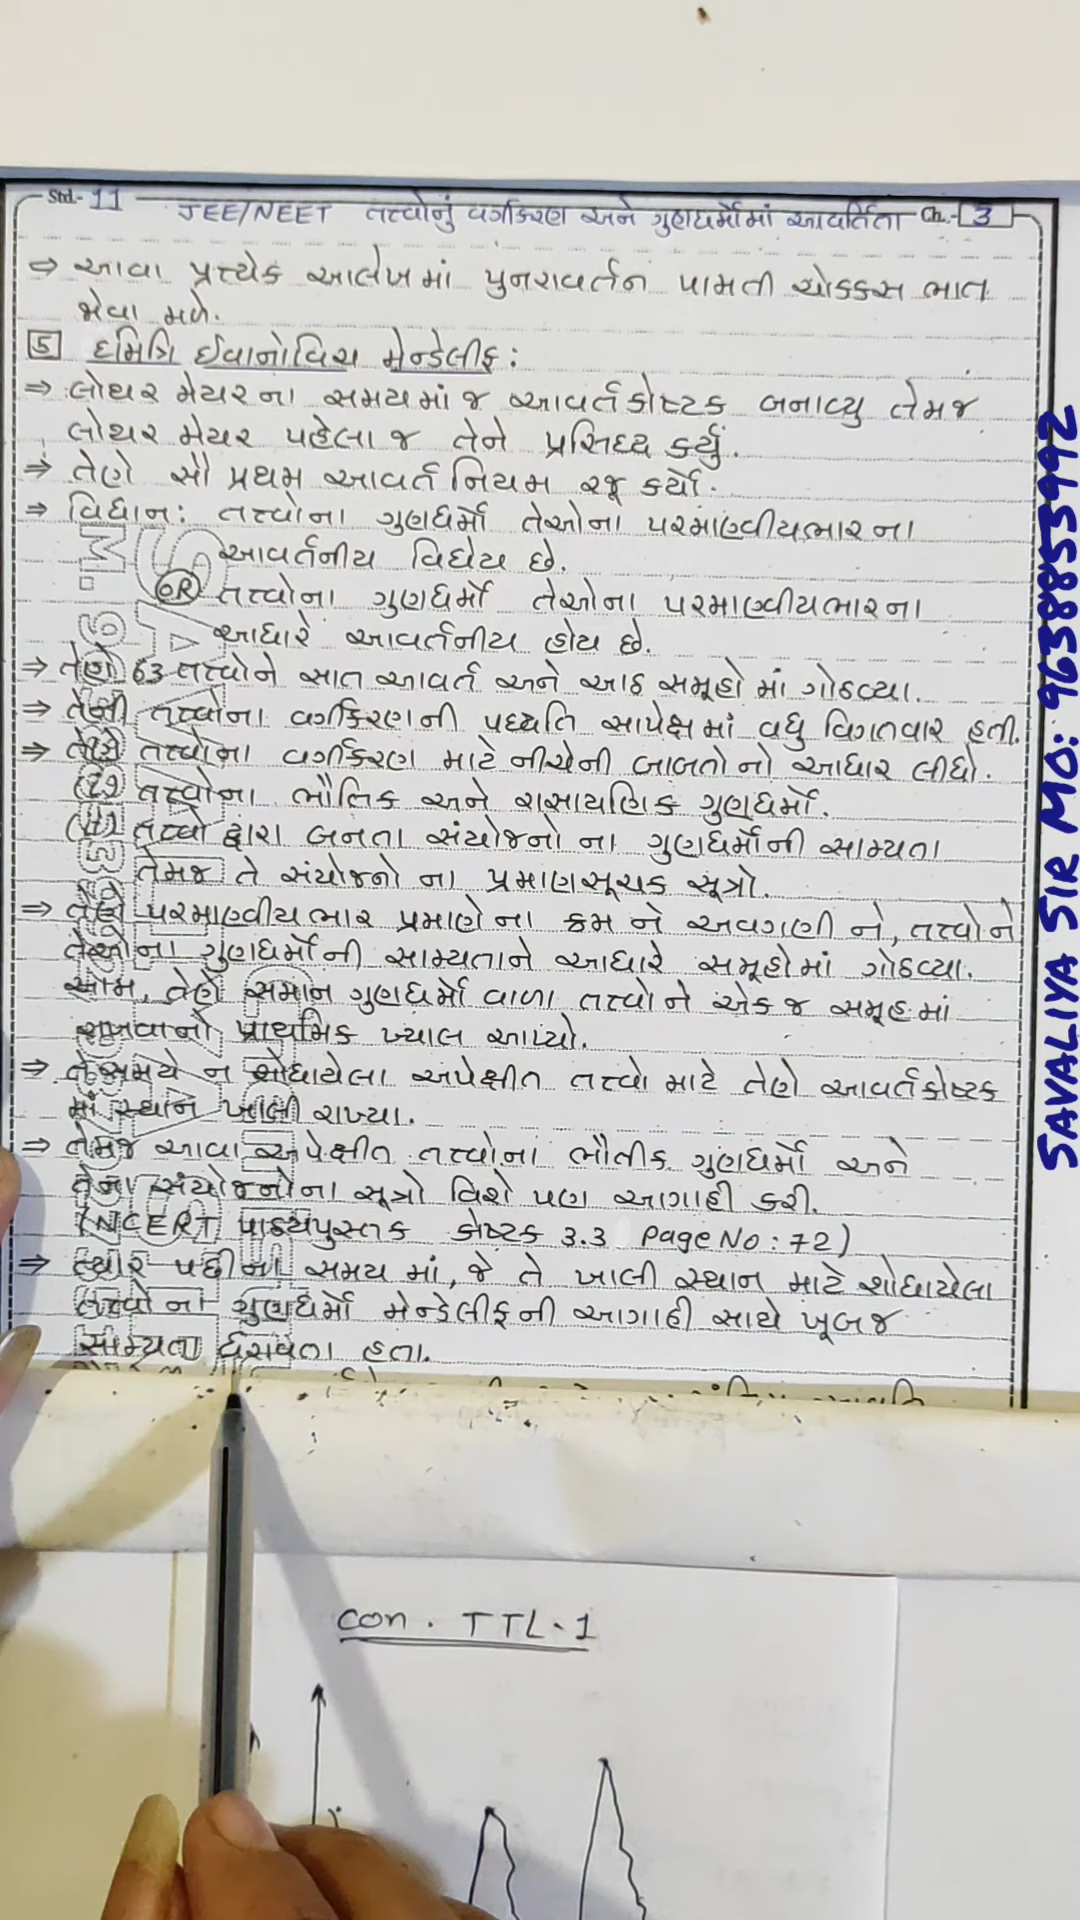 Std.- 11 JEE/NEET તત્વોનું વર્ગીકરણ અને ગુણધર્મોમાં આવર્તિતા Ch.- 3
⇒ આવા પ્રત્યેક આલેખમાં પુનરાવર્તન પામતી ચોક્કસ ભાત
જોવા મળે.
5 દમિત્રિ ઈવાનોવિચ મેન્ડેલીફ :
⇒ લોથર મેયરના સમયમાં જ આવર્તકોષ્ટક બનાવ્યુ તેમજ
લોથર મેયર પહેલા જ તેને પ્રસિધ્ધ કર્યું.
⇒ તેણે સૌ પ્રથમ આવર્ત નિયમ રજૂ કર્યો.
⇒ વિધાન: તત્વોના ગુણધર્મો તેઓના પરમાણ્વીયભારના
આવર્તનીય વિધેય છે.
OR તત્વોના ગુણધર્મો તેઓના પરમાણ્વીયભારના
આધારે આવર્તનીય હોય છે.
⇒ તેણે 63 તત્વોને સાત આવર્ત અને આઠ સમૂહો માં ગોઠવ્યા.
⇒ તેની તત્વોના વર્ગીકરણની પધ્ધતિ સાપેક્ષમાં વધુ વિગતવાર હતી.
⇒ તેણે તત્વોના વર્ગીકરણ માટે નીચેની બાબતો નો આધાર લીધો.
તત્વોના ભૌતિક અને રાસાયણિક ગુણધર્મો.
તત્વો દ્વારા બનતા સંયોજનો ના ગુણધર્મોની સામ્યતા
તેમજ તે સંયોજનો ના પ્રમાણસૂચક સૂત્રો.
⇒ તેણે પરમાણ્વીયભાર પ્રમાણેના ક્રમ ને અવગણી ને, તત્વોને
તેઓના ગુણધર્મોની સામ્યતાને આધારે સમૂહોમાં ગોઠવ્યા.
આમ, તેણે સમાન ગુણધર્મો વાળા તત્વોને એક જ સમૂહમાં
રાખવાનો પ્રાથમિક ખ્યાલ આપ્યો.
⇒ તે સમયે ન શોધાયેલા અપેક્ષીત તત્વો માટે તેણે આવર્તકોષ્ટક
માં સ્થાન ખાલી રાખ્યા.
⇒ તેમજ આવા અપેક્ષીત તત્વોના ભૌતીક ગુણધર્મો અને
તેના સંયોજનોના સૂત્રો વિશે પણ આગાહી કરી.
(NCERT પાઠ્યપુસ્તક કોષ્ટક 3.3 Page No : 72)
⇒ ત્યાર પછીના સમય માં, જે તે ખાલી સ્થાન માટે શોધાયેલા
તત્વો ના ગુણધર્મો મેન્ડેલીફની આગાહી સાથે ખૂબજ
સામ્યતા ધરાવતા હતા.
SAVALIYA SIR MO: 9638853992
con. TTL-1